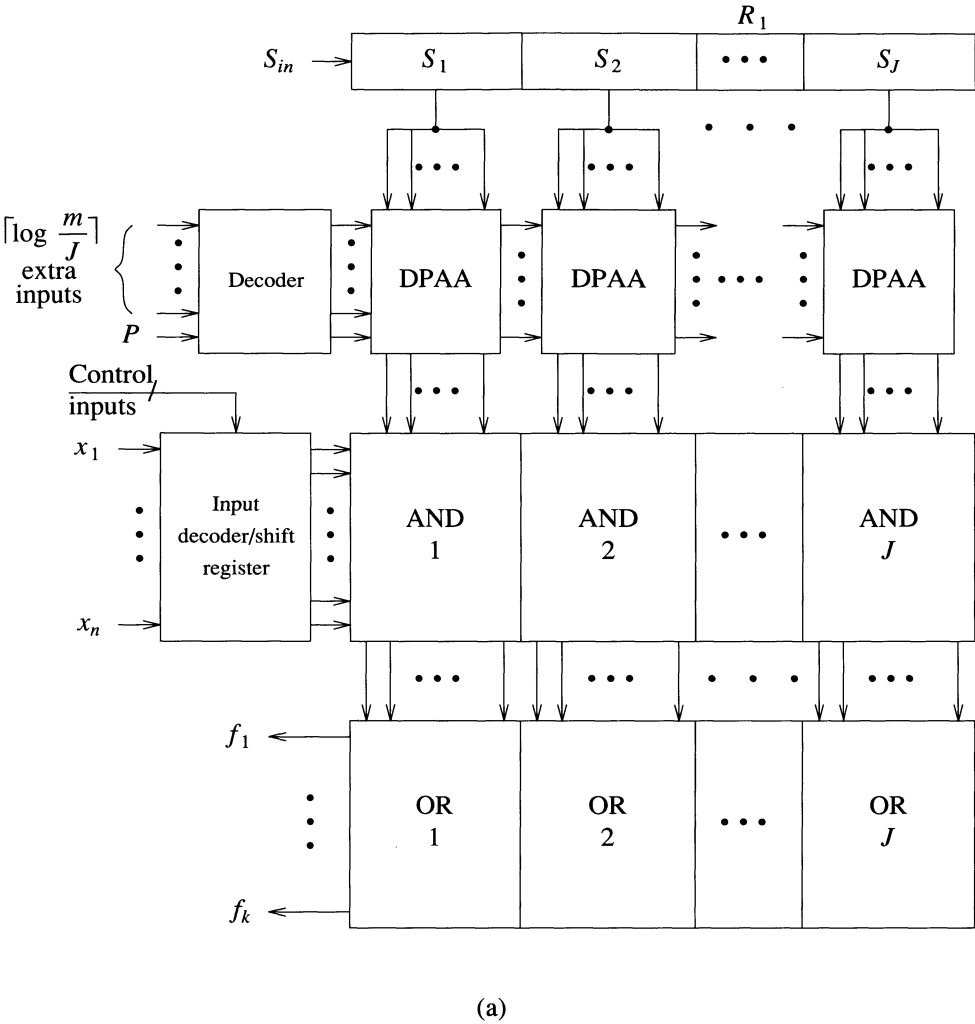 R1
Sin S1 S2 • • • SJ
⌈log m/J⌉
extra
inputs
P
Decoder DPAA DPAA DPAA
Control
inputs
x1
Input
decoder/shift
register
xn
AND
1
AND
2
AND
J
f1
OR
1
OR
2
OR
J
fk
(a)